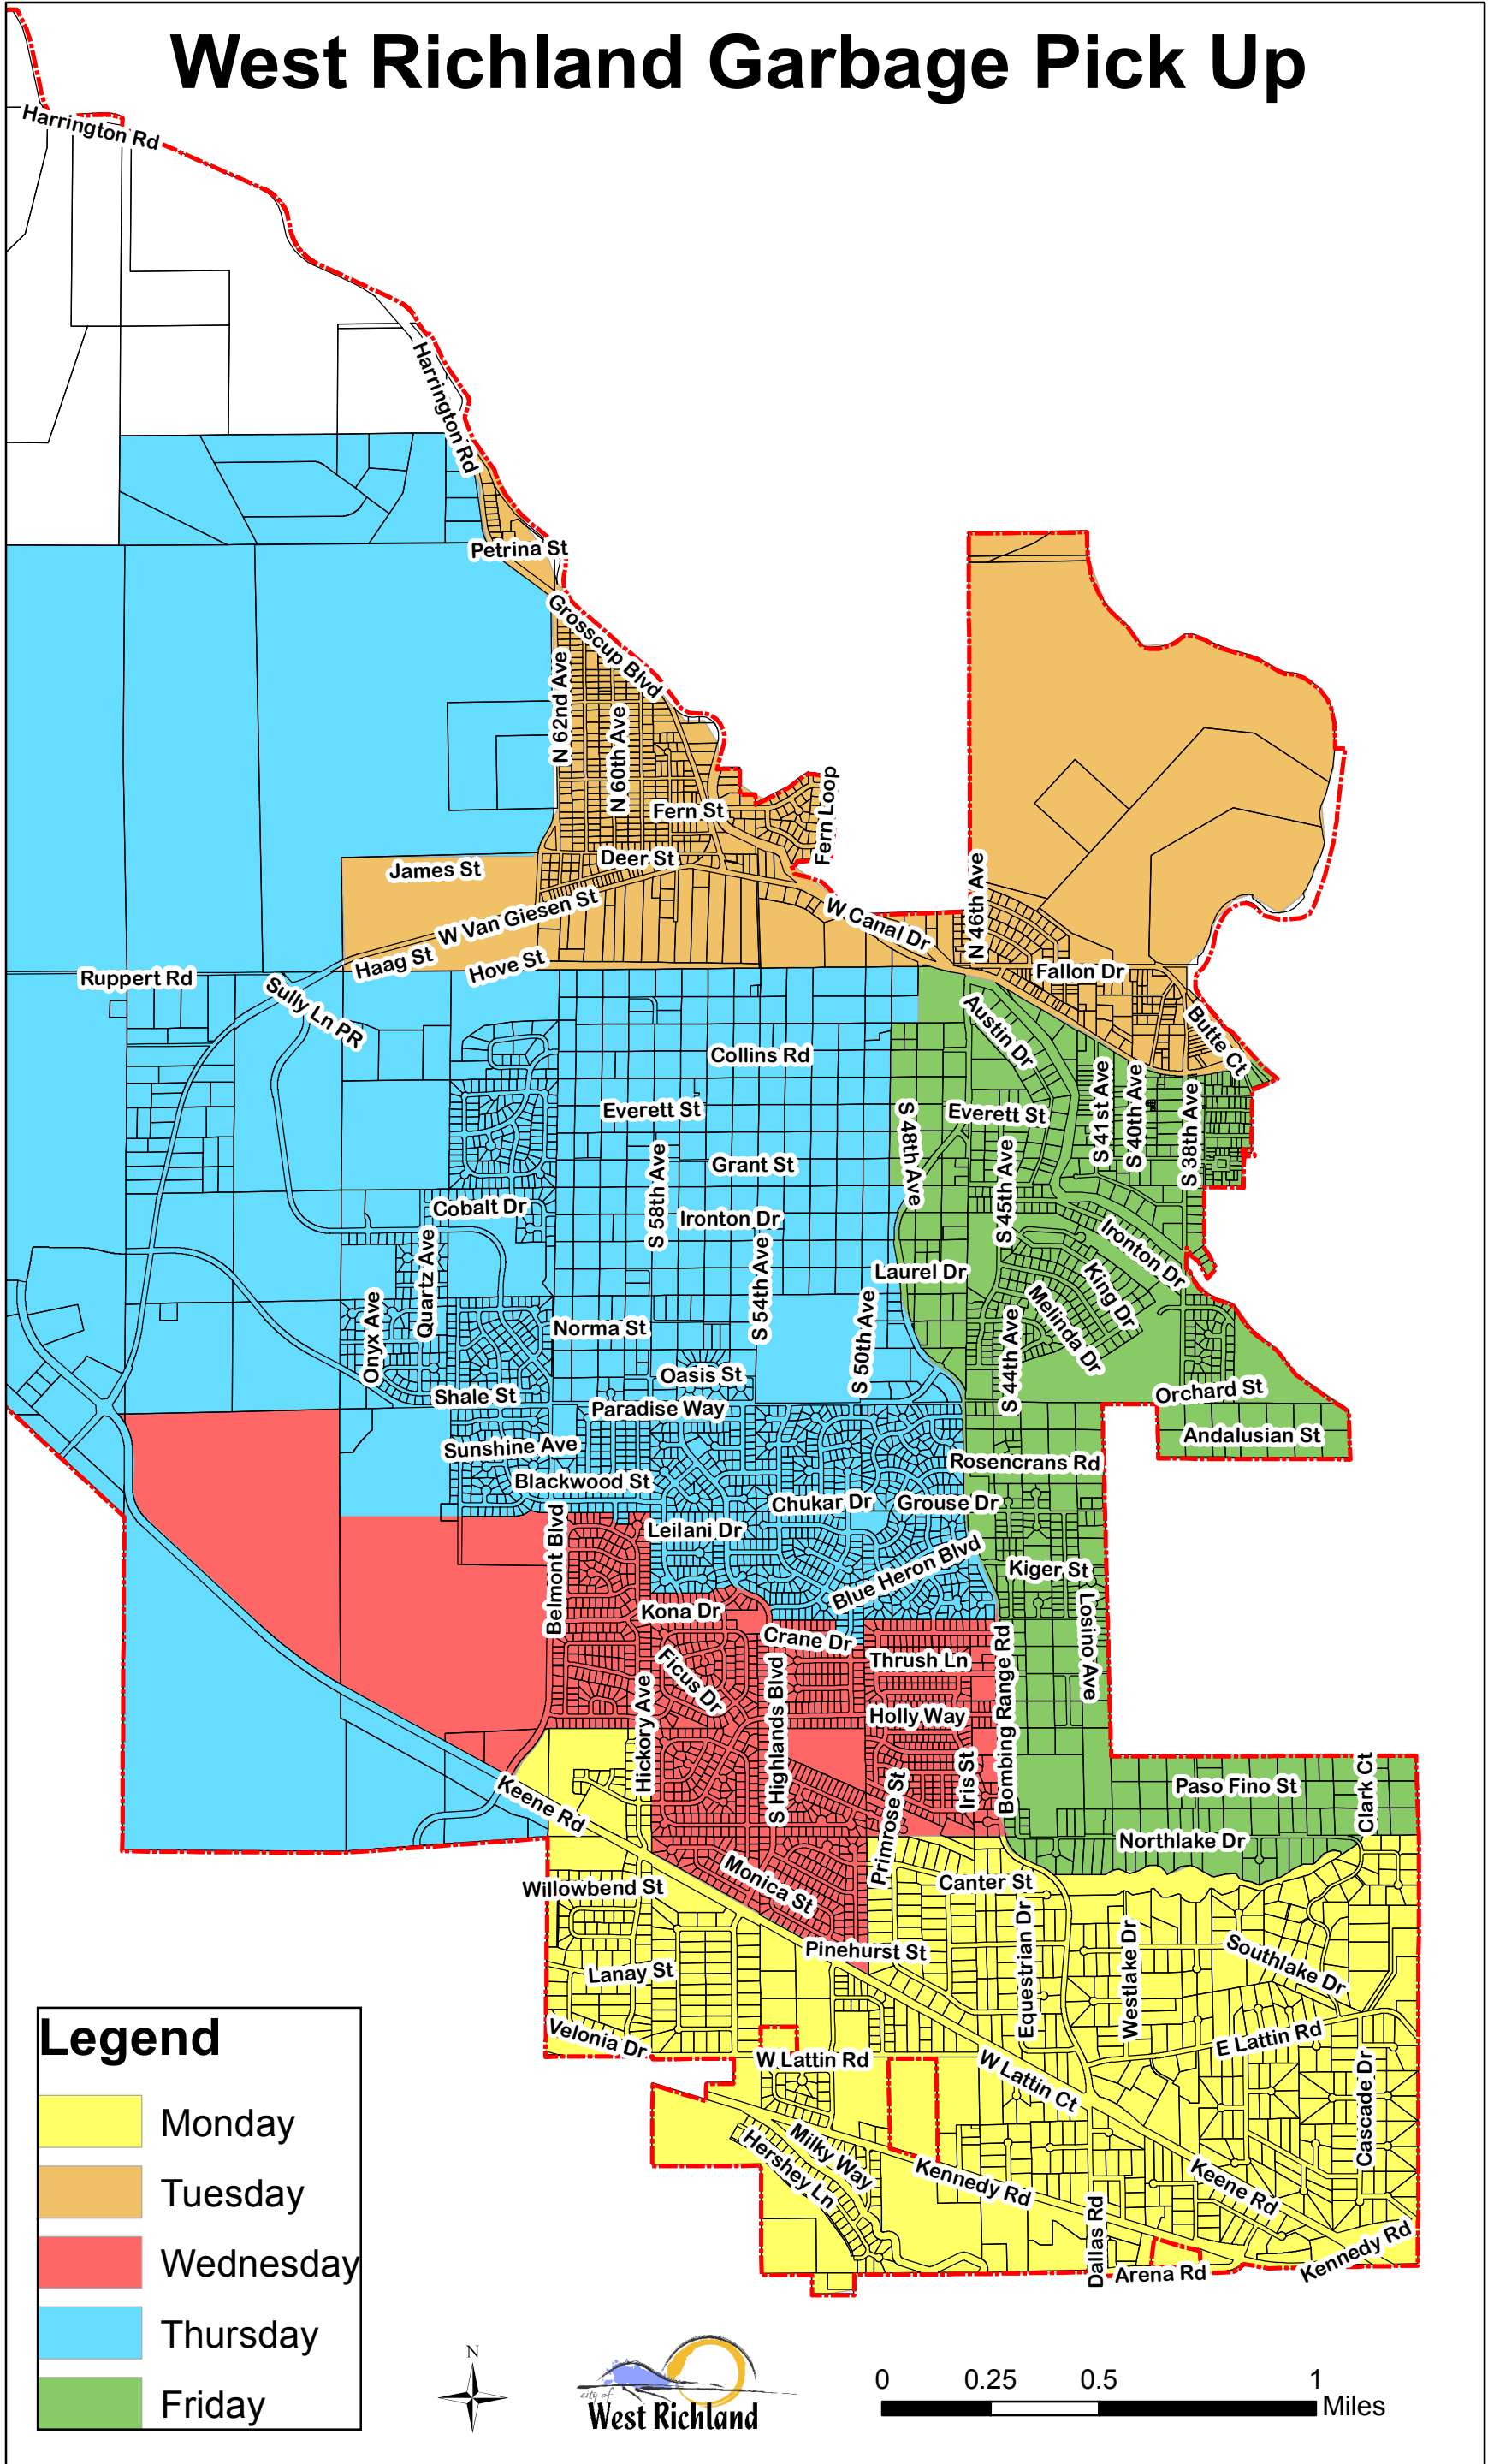 West Richland Garbage Pick Up
Harrington Rd
Harrington Rd
Petrina St
Grosscup Blvd
N 62nd Ave
N 60th Ave
Fern St
Fern Loop
Deer St
James St
W Van Giesen St
W Canal Dr
N 46th Ave
Haag St
Hove St
Fallon Dr
Ruppert Rd
Sully Ln PR
Austin Dr
Butte Ct
Collins Rd
Everett St
S 48th Ave
Everett St
S 41st Ave
S 40th Ave
S 38th Ave
Grant St
S 58th Ave
S 45th Ave
Cobalt Dr
Ironton Dr
Ironton Dr
Quartz Ave
Laurel Dr
King Dr
Onyx Ave
S 54th Ave
S 50th Ave
Melinda Dr
Norma St
S 44th Ave
Oasis St
Shale St
Orchard St
Paradise Way
Andalusian St
Sunshine Ave
Rosencrans Rd
Blackwood St
Chukar Dr
Grouse Dr
Belmont Blvd
Leilani Dr
Blue Heron Blvd
Kiger St
Kona Dr
Losino Ave
Crane Dr
Thrush Ln
Ficus Dr
Hickory Ave
S Highlands Blvd
Holly Way
Bombing Range Rd
Iris St
Primrose St
Paso Fino St
Clark Ct
Keene Rd
Northlake Dr
Monica St
Willowbend St
Canter St
Pinehurst St
Equestrian Dr
Westlake Dr
Southlake Dr
Lanay St
Velonia Dr
E Lattin Rd
W Lattin Rd
W Lattin Ct
Cascade Dr
Milky Way
Hershey Ln
Kennedy Rd
Keene Rd
Dallas Rd
Arena Rd
Kennedy Rd
Legend
Monday
Tuesday
Wednesday
Thursday
Friday
N
city of
West Richland
0 0.25 0.5 1
Miles